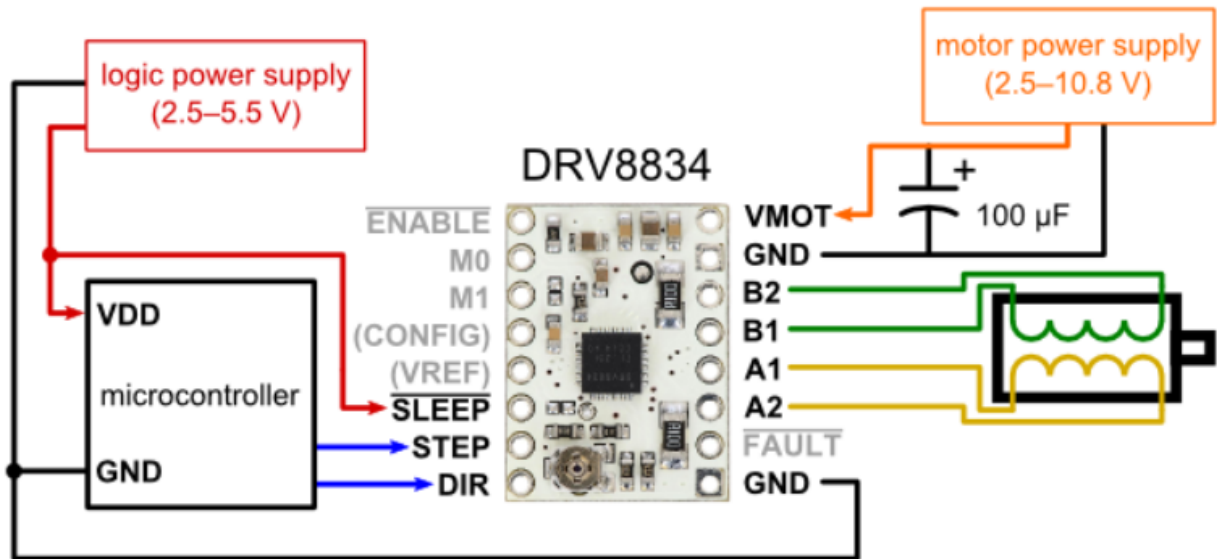 logic power supply
(2.5–5.5 V)
motor power supply
(2.5–10.8 V)
DRV8834
ENABLE
M0
M1
(CONFIG)
(VREF)
SLEEP
STEP
DIR
VMOT
GND
B2
B1
A1
A2
FAULT
GND
+
100 µF
VDD
microcontroller
GND